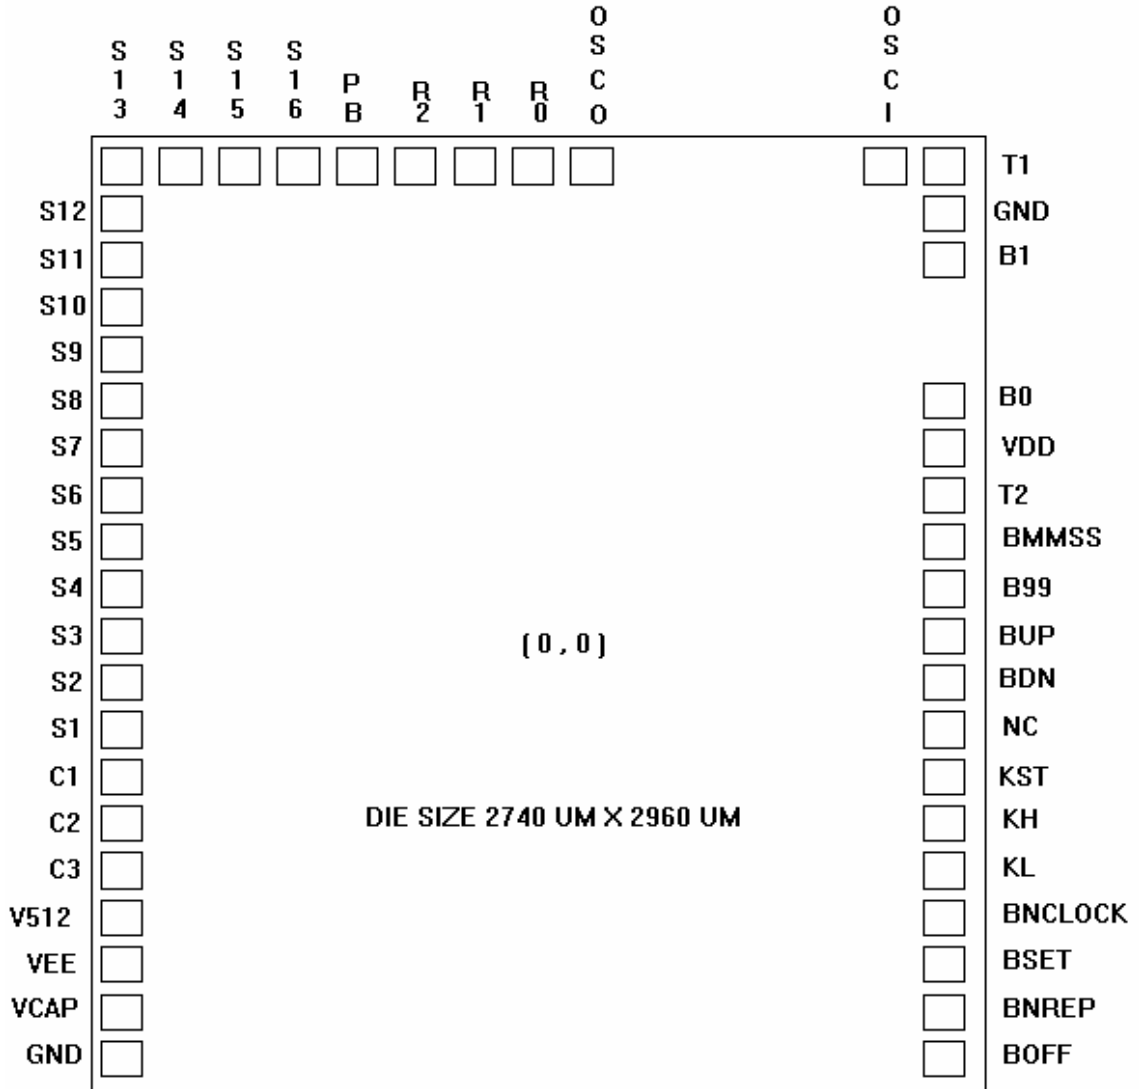 S13 S14 S15 S16 PB R2 R1 R0 OSCO OSCI
T1
S12 GND
S11 B1
S10
S9
S8 B0
S7 VDD
S6 T2
S5 BMMSS
S4 B99
S3 (0,0) BUP
S2 BDN
S1 NC
C1 KST
C2 DIE SIZE 2740 UM X 2960 UM KH
C3 KL
V512 BNCLOCK
VEE BSET
VCAP BNREP
GND BOFF